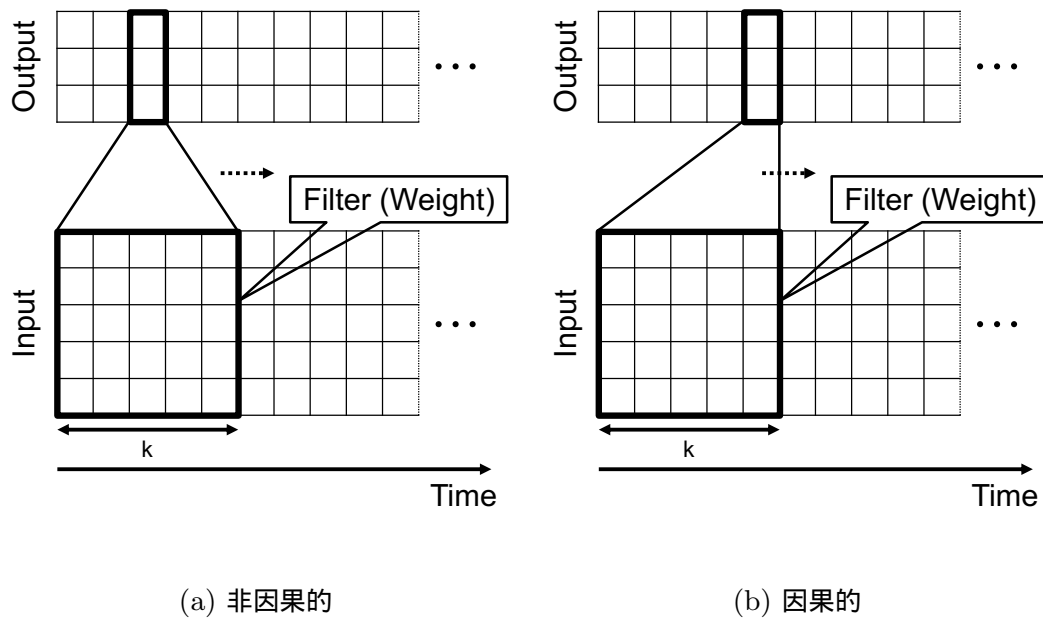 Output
...
Filter (Weight)
Input
...
k
Time
(a) 非因果的
Output
...
Filter (Weight)
Input
...
k
Time
(b) 因果的